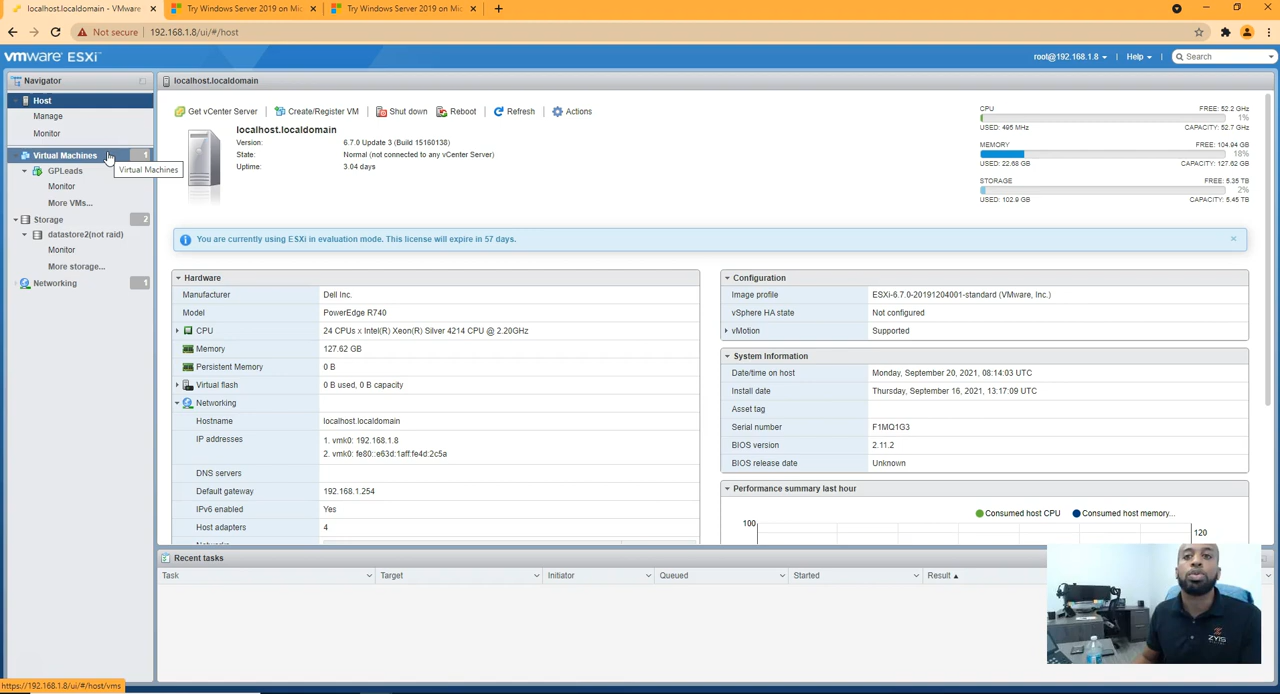 localhost.localdomain - VMware
Try Windows Server 2019 on Mic
Try Windows Server 2019 on Mic
Not secure
192.168.1.8/ui/#/host
vmware ESXi
root@192.168.1.8
Help
Search
Navigator
Host
Manage
Monitor
Virtual Machines
1
Virtual Machines
GPLeads
Monitor
More VMs...
Storage
2
datastore2(not raid)
Monitor
More storage...
Networking
1
localhost.localdomain
Get vCenter Server
Create/Register VM
Shut down
Reboot
Refresh
Actions
localhost.localdomain
Version: 6.7.0 Update 3 (Build 15160138)
State: Normal (not connected to any vCenter Server)
Uptime: 3.04 days
CPU FREE: 52.2 GHz
1%
USED: 495 MHz CAPACITY: 52.7 GHz
MEMORY FREE: 104.94 GB
18%
USED: 22.68 GB CAPACITY: 127.62 GB
STORAGE FREE: 5.35 TB
2%
USED: 102.9 GB CAPACITY: 5.45 TB
You are currently using ESXi in evaluation mode. This license will expire in 57 days.
Hardware
Manufacturer Dell Inc.
Model PowerEdge R740
CPU 24 CPUs x Intel(R) Xeon(R) Silver 4214 CPU @ 2.20GHz
Memory 127.62 GB
Persistent Memory 0 B
Virtual flash 0 B used, 0 B capacity
Networking
Hostname localhost.localdomain
IP addresses 1. vmk0: 192.168.1.8
2. vmk0: fe80::e63d:1aff:fe4d:2c5a
DNS servers
Default gateway 192.168.1.254
IPv6 enabled Yes
Host adapters 4
Configuration
Image profile ESXi-6.7.0-20191204001-standard (VMware, Inc.)
vSphere HA state Not configured
vMotion Supported
System Information
Date/time on host Monday, September 20, 2021, 08:14:03 UTC
Install date Thursday, September 16, 2021, 13:17:09 UTC
Asset tag
Serial number F1MQ1G3
BIOS version 2.11.2
BIOS release date Unknown
Performance summary last hour
Consumed host CPU
Consumed host memory...
100
120
Recent tasks
Task
Target
Initiator
Queued
Started
Result
ZYIS
https://192.168.1.8/ui/#/host/vms